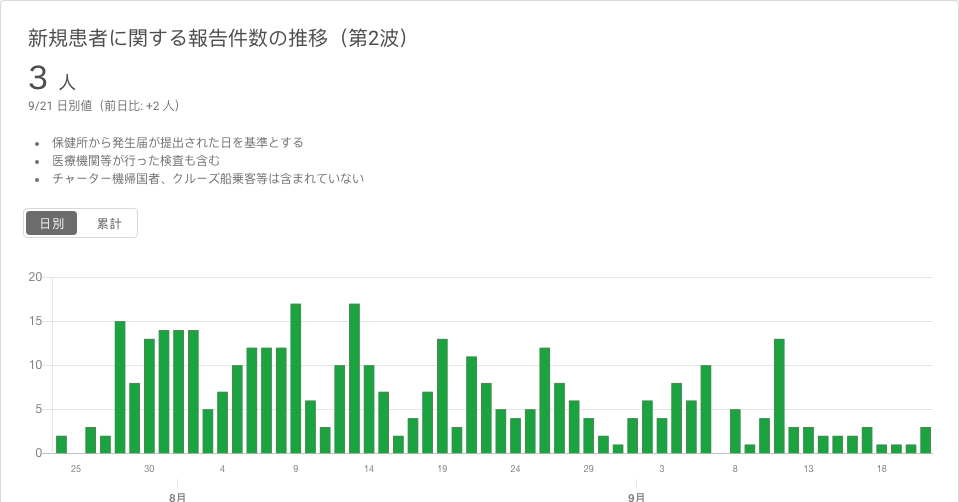 新規患者に関する報告件数の推移（第2波）
3 人
9/21 日別値（前日比: +2 人）
保健所から発生届が提出された日を基準とする
医療機関等が行った検査も含む
チャーター機帰国者、クルーズ船乗客等は含まれていない
日別 累計
20
15
10
5
0
25 30 4 9 14 19 24 29 3 8 13 18
8月 9月